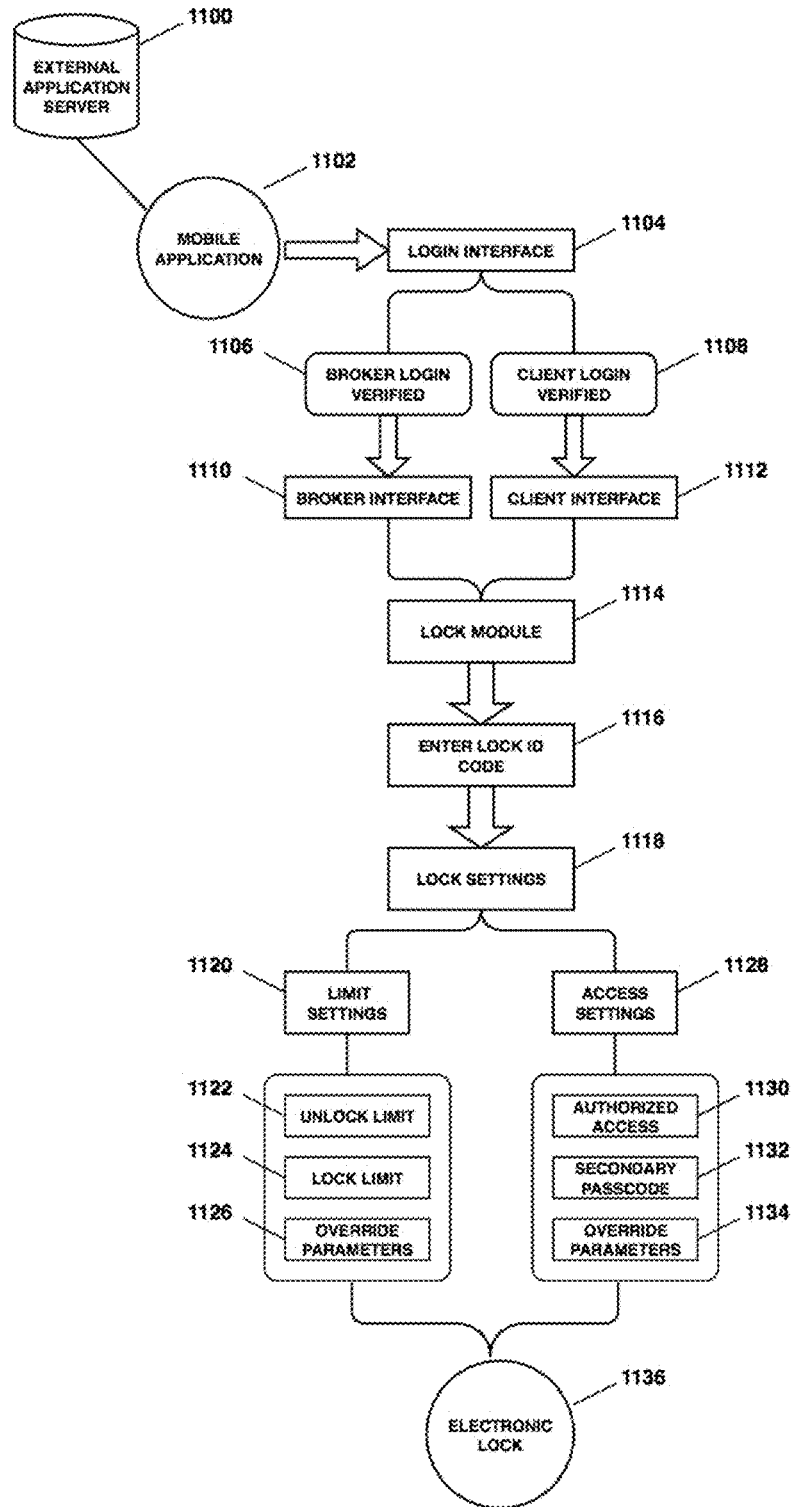 1100
EXTERNAL
APPLICATION
SERVER
1102
MOBILE
APPLICATION
1104
LOGIN INTERFACE
1106
BROKER LOGIN
VERIFIED
1108
CLIENT LOGIN
VERIFIED
1110
BROKER INTERFACE
1112
CLIENT INTERFACE
1114
LOCK MODULE
1116
ENTER LOCK ID
CODE
1118
LOCK SETTINGS
1120
LIMIT
SETTINGS
1128
ACCESS
SETTINGS
1122
UNLOCK LIMIT
1124
LOCK LIMIT
1126
OVERRIDE
PARAMETERS
1130
AUTHORIZED
ACCESS
1132
SECONDARY
PASSCODE
1134
OVERRIDE
PARAMETERS
1136
ELECTRONIC
LOCK